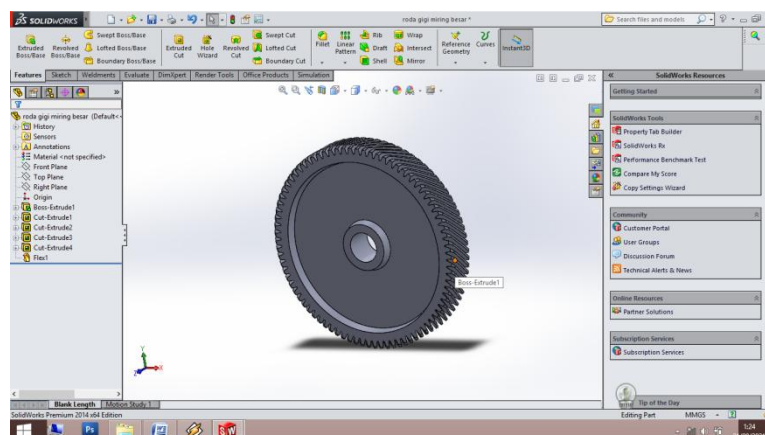 SOLIDWORKS
roda gigi miring besar *
Search files and models
Extruded Boss/Base
Revolved Boss/Base
Swept Boss/Base
Lofted Boss/Base
Boundary Boss/Base
Extruded Cut
Hole Wizard
Revolved Cut
Swept Cut
Lofted Cut
Boundary Cut
Fillet
Linear Pattern
Rib
Draft
Shell
Wrap
Intersect
Mirror
Reference Geometry
Curves
Instant3D
Features Sketch Weldments Evaluate DimXpert Render Tools Office Products Simulation
roda gigi miring besar (Default<
History
Sensors
Annotations
Material <not specified>
Front Plane
Top Plane
Right Plane
Origin
Boss-Extrude1
Cut-Extrude1
Cut-Extrude2
Cut-Extrude3
Cut-Extrude4
Flex1
Boss-Extrude1
Y
X
Z
SolidWorks Resources
Getting Started
SolidWorks Tools
Property Tab Builder
SolidWorks Rx
Performance Benchmark Test
Compare My Score
Copy Settings Wizard
Community
Customer Portal
User Groups
Discussion Forum
Technical Alerts & News
Online Resources
Partner Solutions
Subscription Services
Subscription Services
Tip of the Day
Blank Length Motion Study 1
SolidWorks Premium 2014 x64 Edition
Editing Part MMGS
Ps
SW
1:24